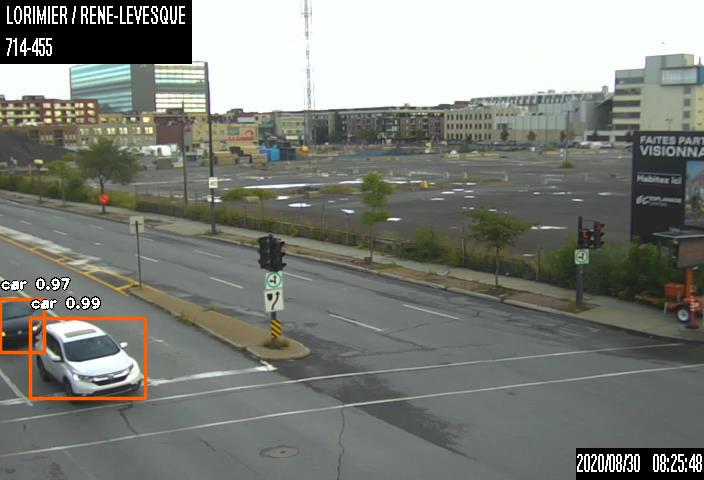 LORIMIER / RENE-LEVESQUE
714-455
FAITES PART
VISIONNA
Habitez ici
ESPLANADE
car 0.97
car 0.99
2020/08/30 08:25:48